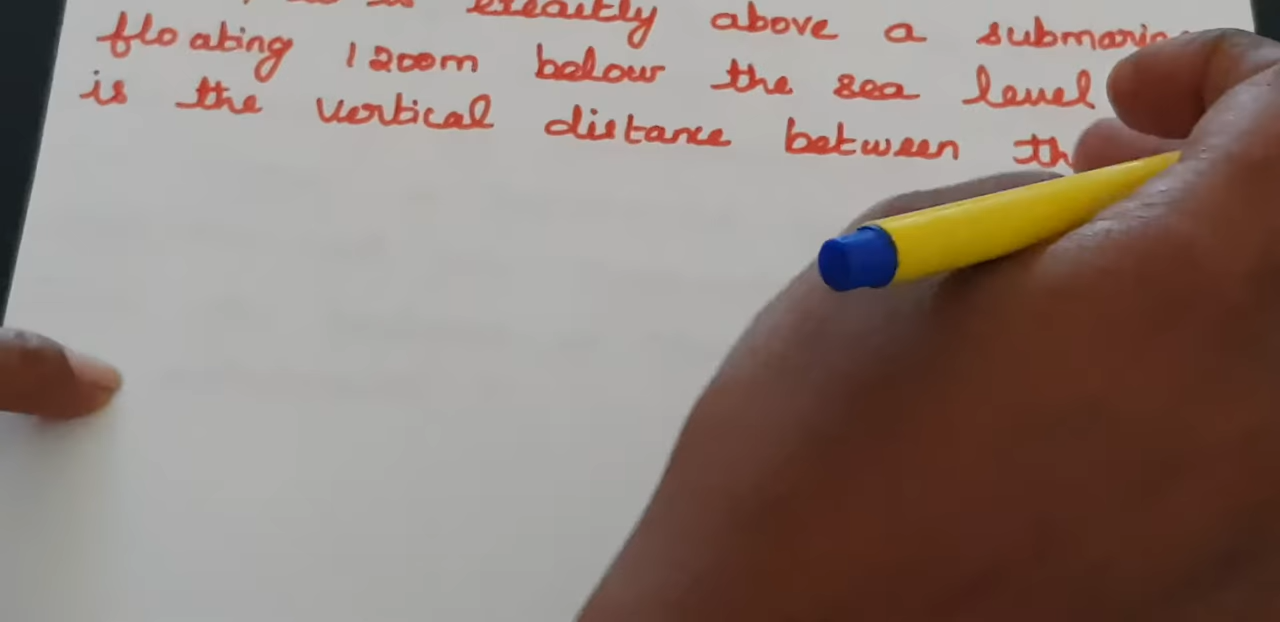 exactly above a
floating 1200m below the sea level
is the vertical distance between